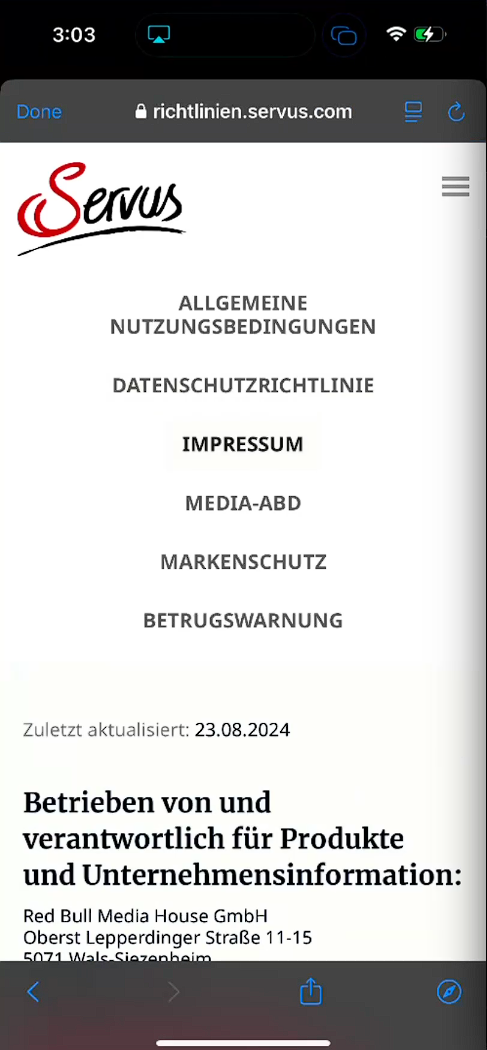 3:03
Done
richtlinien.servus.com
Servus
ALLGEMEINE
NUTZUNGSBEDINGUNGEN
DATENSCHUTZRICHTLINIE
IMPRESSUM
MEDIA-ABD
MARKENSCHUTZ
BETRUGSWARNUNG
Zuletzt aktualisiert: 23.08.2024
Betrieben von und
verantwortlich für Produkte
und Unternehmensinformation:
Red Bull Media House GmbH
Oberst Lepperdinger Straße 11-15
5071 Wals-Siezenheim